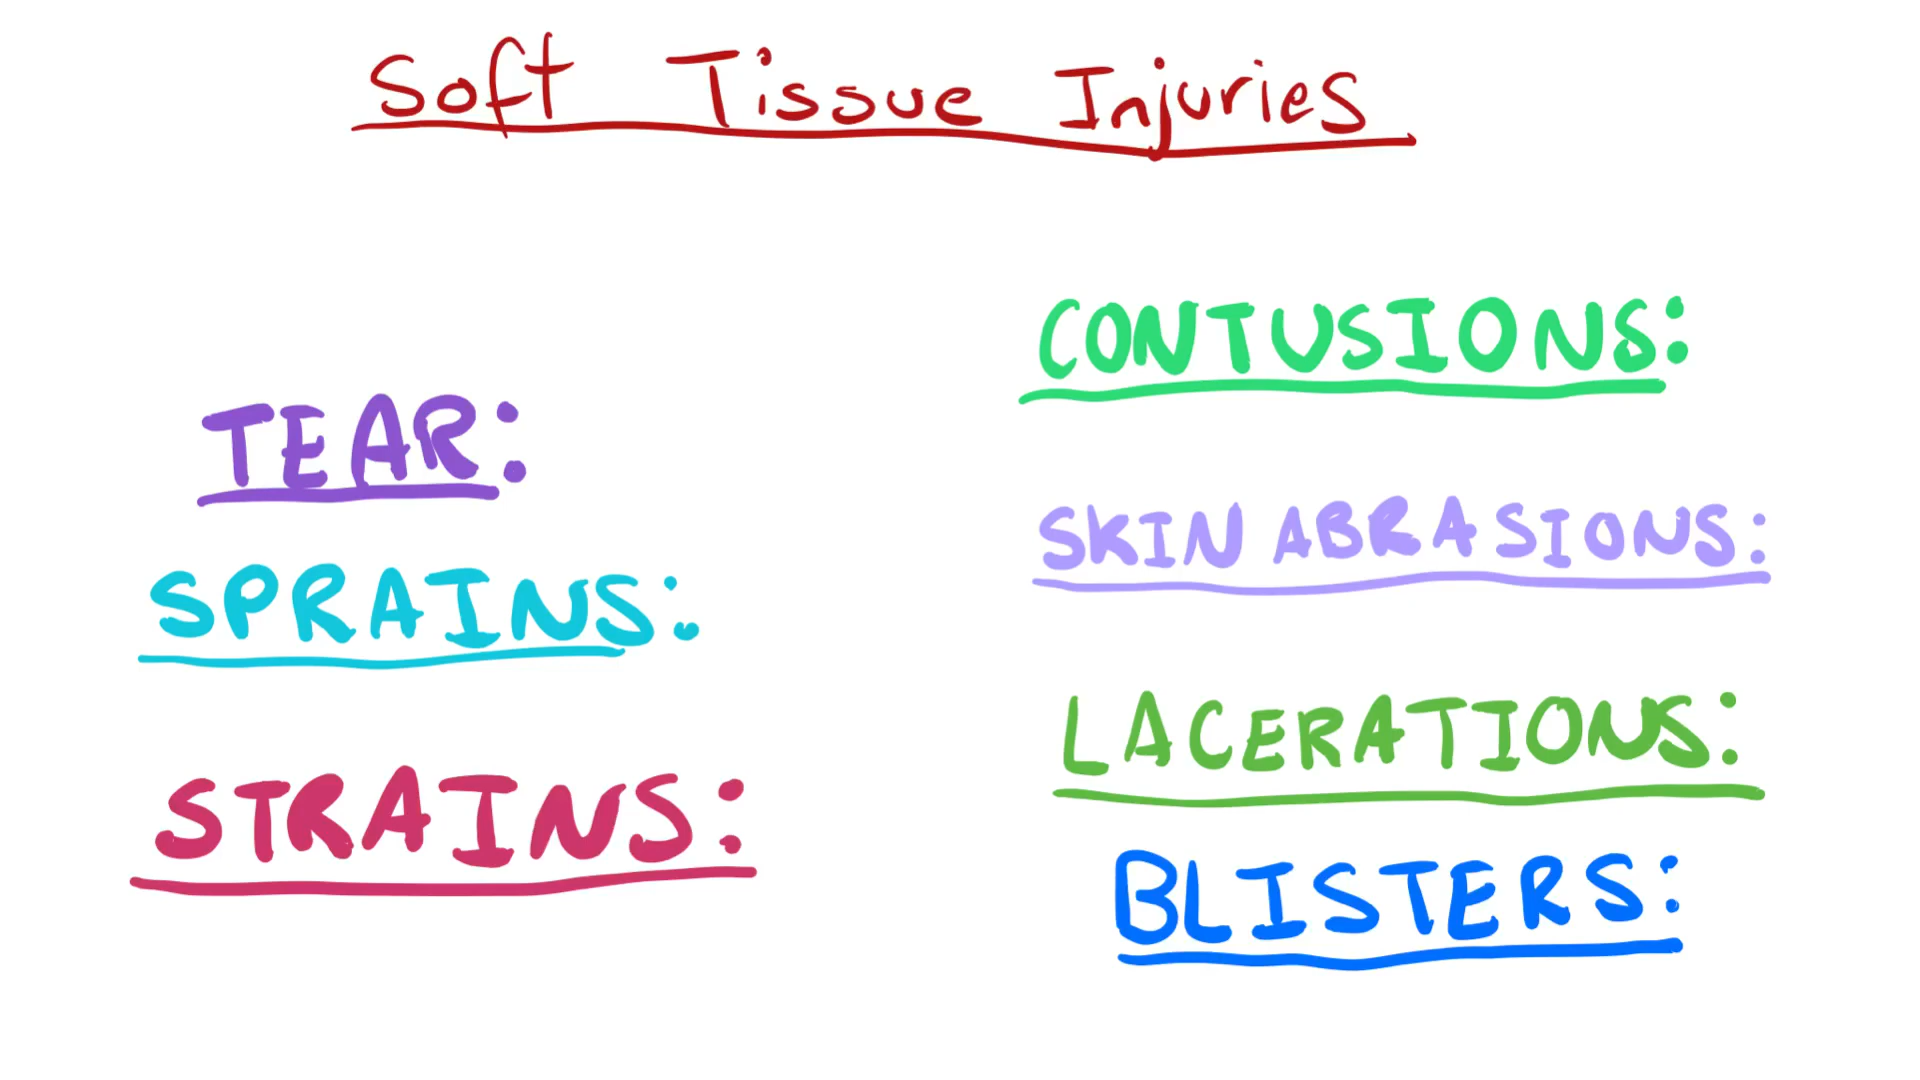 Soft Tissue Injuries
TEAR:
SPRAINS:
STRAINS:
CONTUSIONS:
SKIN ABRASIONS:
LACERATIONS:
BLISTERS: